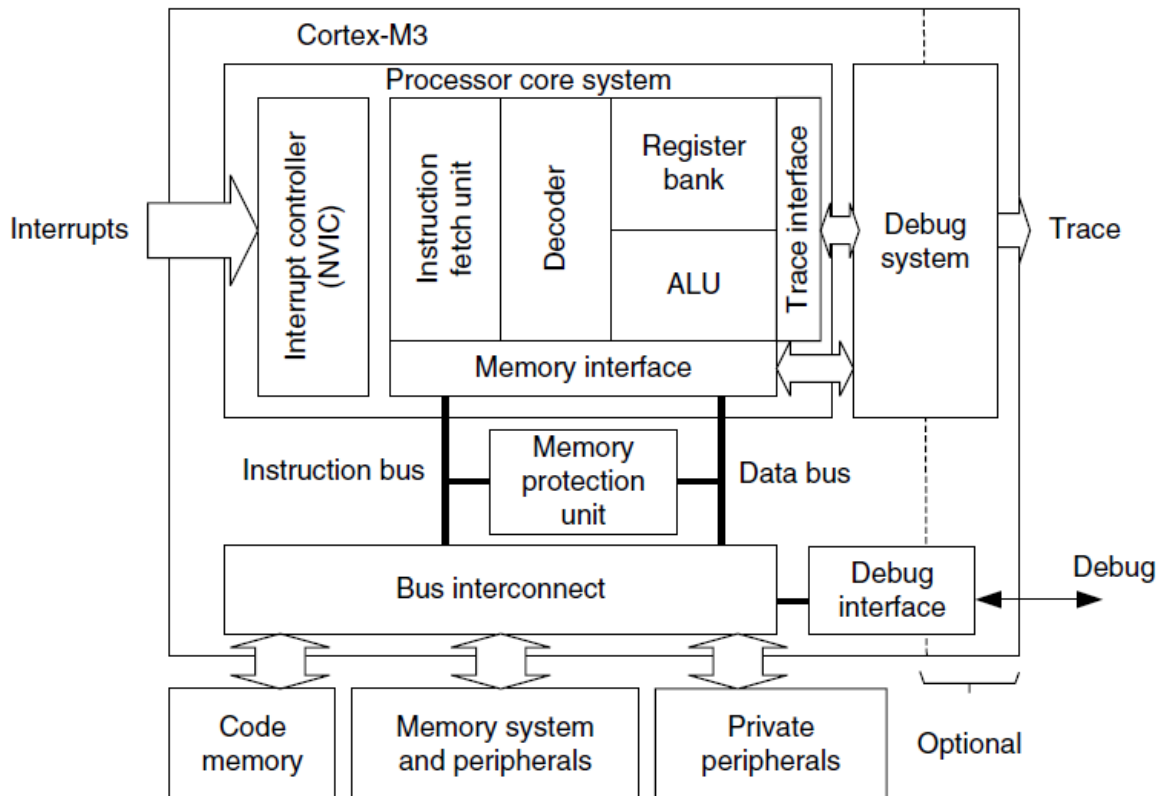 Cortex-M3
Processor core system
Interrupts
Interrupt controller
(NVIC)
Instruction
fetch unit
Decoder
Register
bank
ALU
Trace interface
Memory interface
Debug
system
Trace
Instruction bus
Memory
protection
unit
Data bus
Bus interconnect
Debug
interface
Debug
Code
memory
Memory system
and peripherals
Private
peripherals
Optional